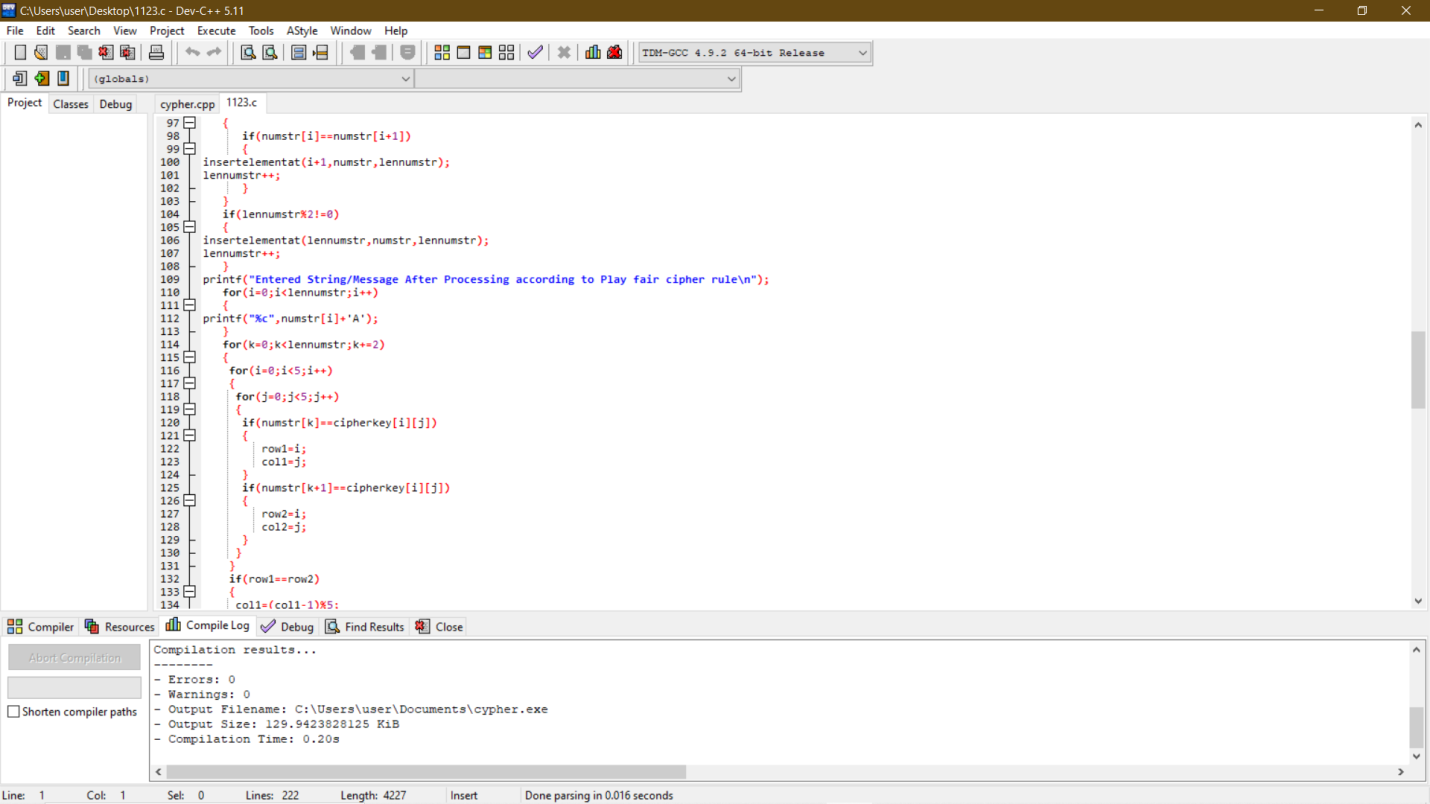 C:\Users\user\Desktop\1123.c - Dev-C++ 5.11
File Edit Search View Project Execute Tools AStyle Window Help
TDM-GCC 4.9.2 64-bit Release
(globals)
Project Classes Debug cypher.cpp 1123.c
97 {
98 if(numstr[i]==numstr[i+1])
99 {
100 insertelementat(i+1,numstr,lennumstr);
101 lennumstr++;
102 }
103 }
104 if(lennumstr%2!=0)
105 {
106 insertelementat(lennumstr,numstr,lennumstr);
107 lennumstr++;
108 }
109 printf("Entered String/Message After Processing according to Play fair cipher rule\n");
110 for(i=0;i<lennumstr;i++)
111 {
112 printf("%c",numstr[i]+'A');
113 }
114 for(k=0;k<lennumstr;k+=2)
115 {
116 for(i=0;i<5;i++)
117 {
118 for(j=0;j<5;j++)
119 {
120 if(numstr[k]==cipherkey[i][j])
121 {
122 row1=i;
123 col1=j;
124 }
125 if(numstr[k+1]==cipherkey[i][j])
126 {
127 row2=i;
128 col2=j;
129 }
130 }
131 }
132 if(row1==row2)
133 {
134 col1=(col1-1)%5;
Compiler Resources Compile Log Debug Find Results Close
Abort Compilation
Shorten compiler paths
Compilation results...
--------
- Errors: 0
- Warnings: 0
- Output Filename: C:\Users\user\Documents\cypher.exe
- Output Size: 129.9423828125 KiB
- Compilation Time: 0.20s
Line: 1 Col: 1 Sel: 0 Lines: 222 Length: 4227 Insert Done parsing in 0.016 seconds